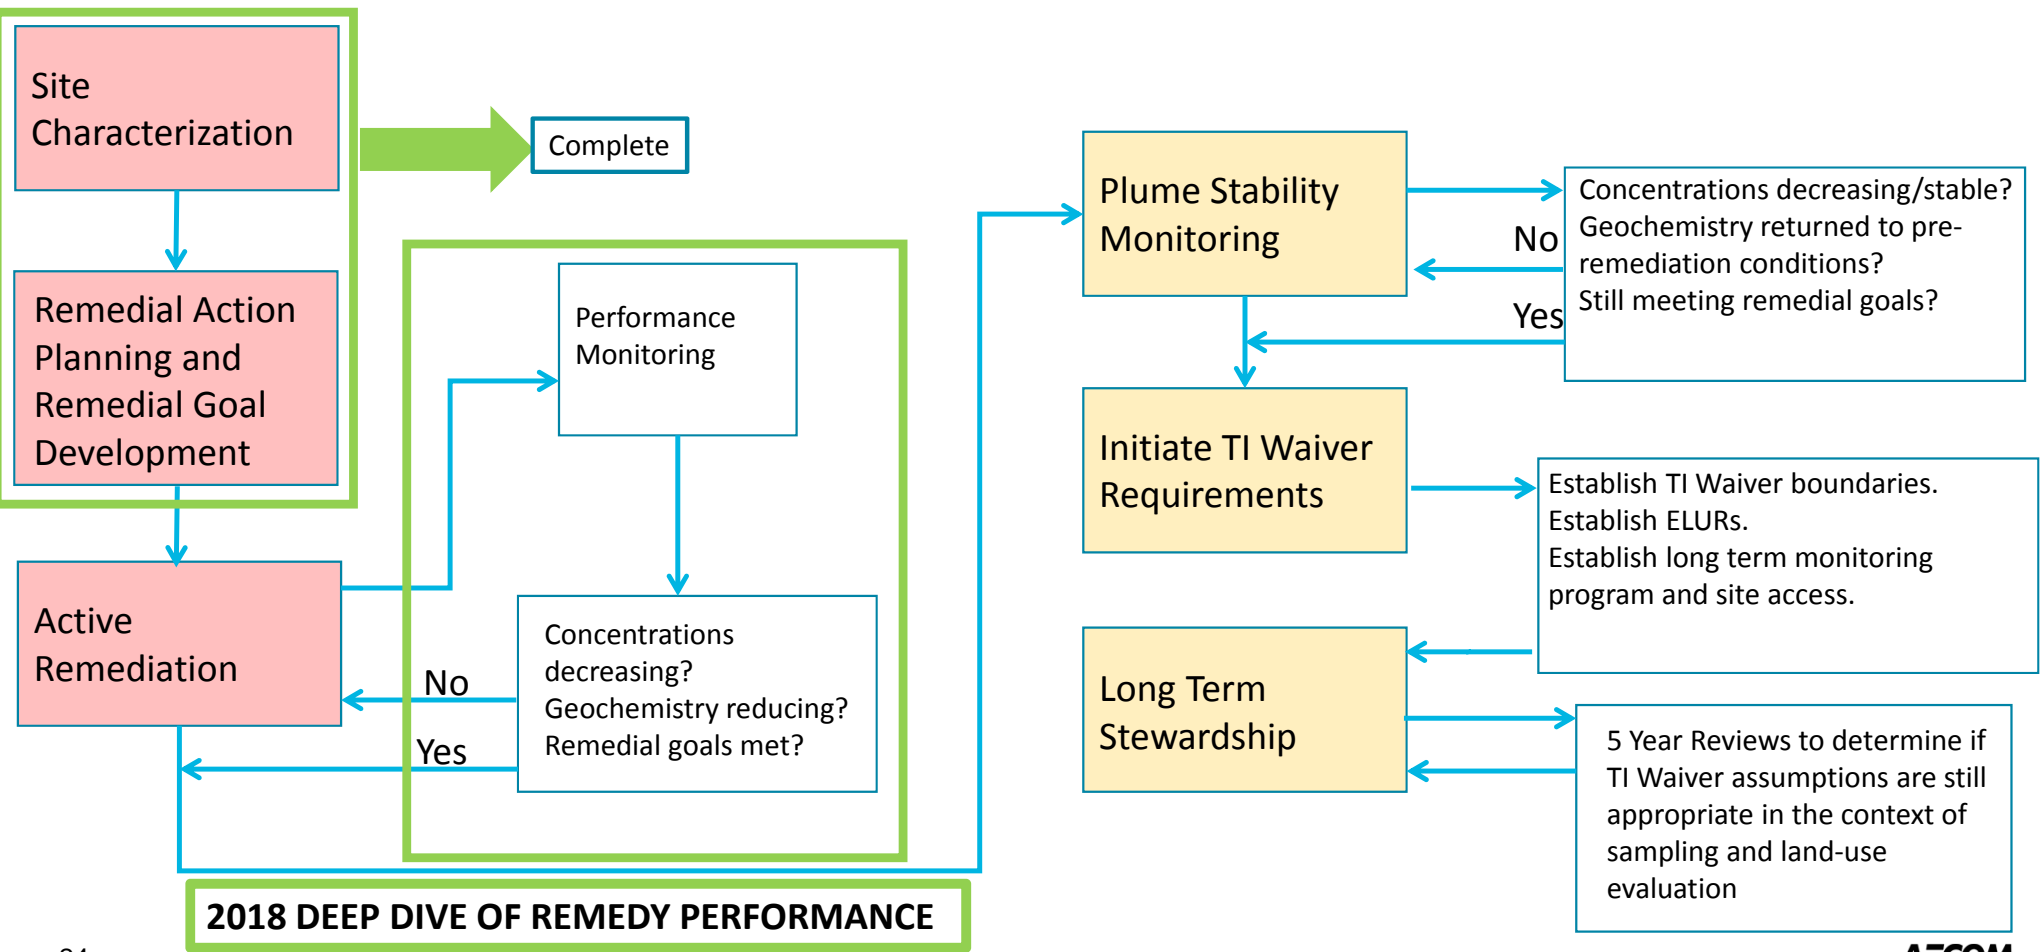 Site
Characterization
Complete
Remedial Action
Planning and
Remedial Goal
Development
Performance
Monitoring
Active
Remediation
Concentrations
decreasing?
Geochemistry reducing?
Remedial goals met?
No
Yes
2018 DEEP DIVE OF REMEDY PERFORMANCE
Plume Stability
Monitoring
Concentrations decreasing/stable?
Geochemistry returned to pre-
remediation conditions?
Still meeting remedial goals?
No
Yes
Initiate TI Waiver
Requirements
Establish TI Waiver boundaries.
Establish ELURs.
Establish long term monitoring
program and site access.
Long Term
Stewardship
5 Year Reviews to determine if
TI Waiver assumptions are still
appropriate in the context of
sampling and land-use
evaluation
AECOM